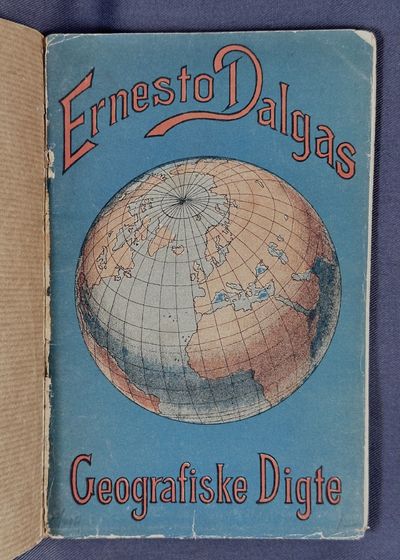 Ernesto Dalgas
Geografiske Digte